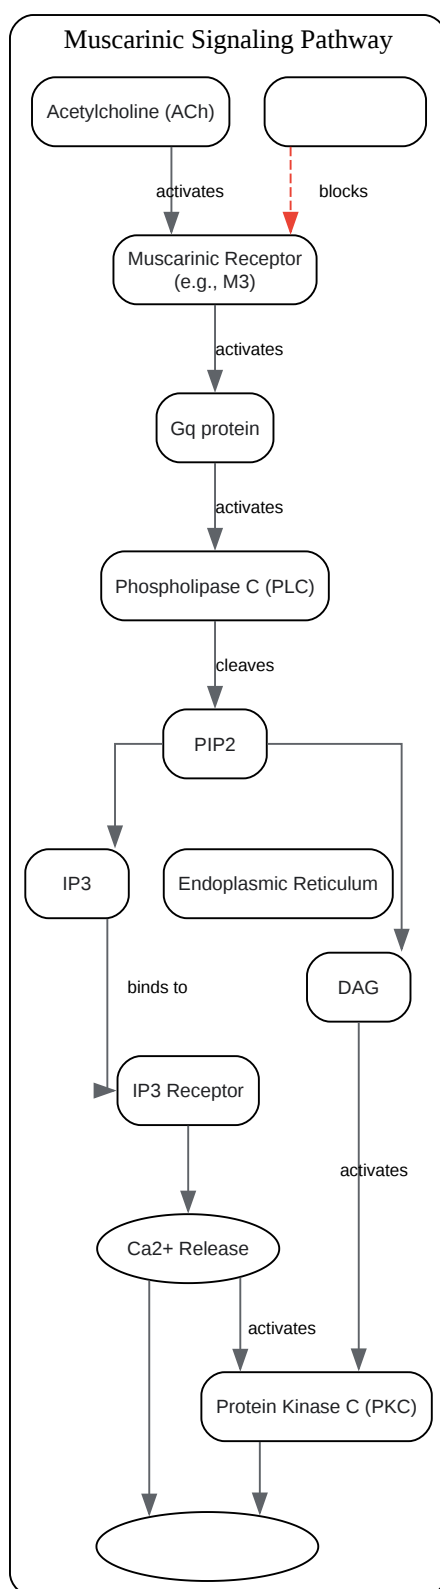 Muscarinic Signaling Pathway
Acetylcholine (ACh)
activates
blocks
Muscarinic Receptor
(e.g., M3)
activates
Gq protein
activates
Phospholipase C (PLC)
cleaves
PIP2
IP3
Endoplasmic Reticulum
binds to
DAG
IP3 Receptor
activates
Ca2+ Release
activates
Protein Kinase C (PKC)